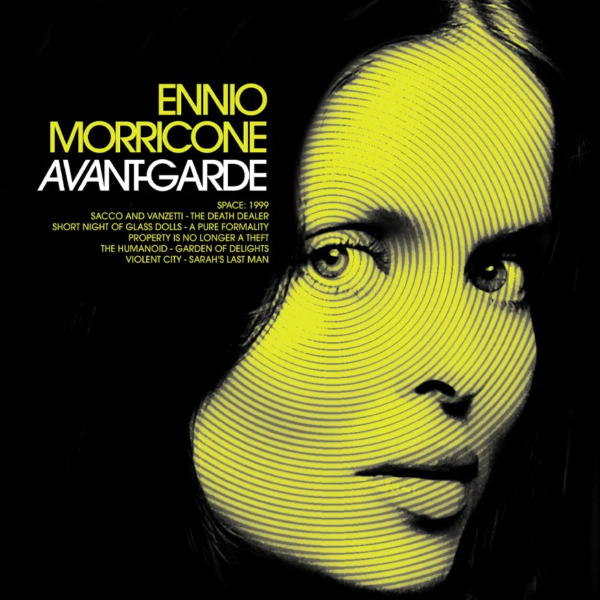 ENNIO
MORRICONE
AVANT-GARDE
SPACE: 1999
SACCO AND VANZETTI - THE DEATH DEALER
SHORT NIGHT OF GLASS DOLLS - A PURE FORMALITY
PROPERTY IS NO LONGER A THEFT
THE HUMANOID - GARDEN OF DELIGHTS
VIOLENT CITY - SARAH'S LAST MAN